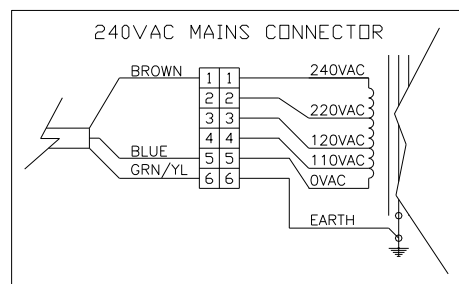 240VAC MAINS CONNECTOR
BROWN
1 1
240VAC
2 2
220VAC
3 3
120VAC
4 4
110VAC
BLUE
5 5
0VAC
GRN/YL
6 6
EARTH